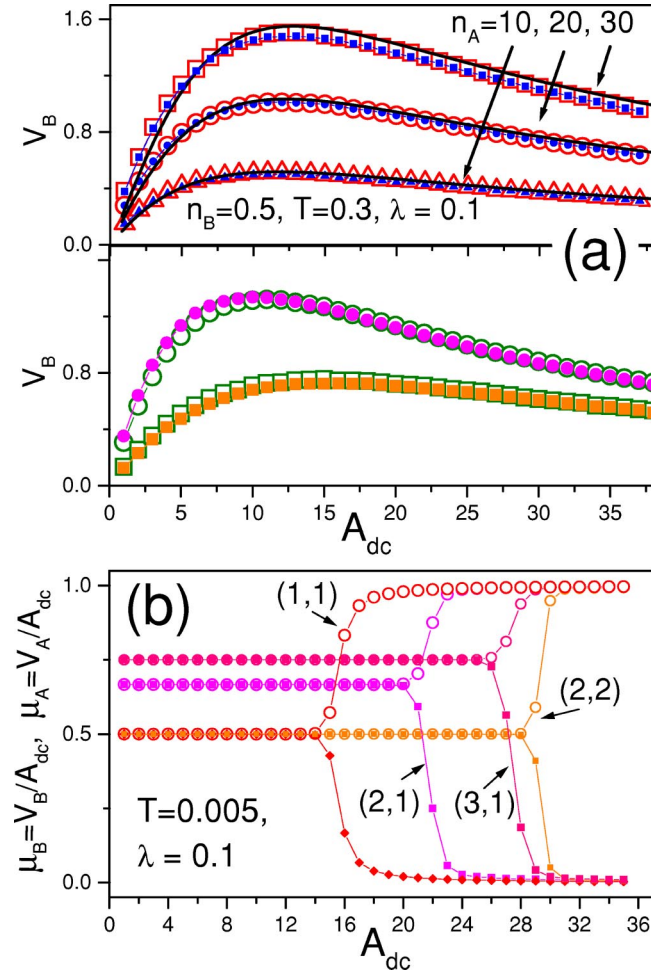 1.6
n_A=10, 20, 30
V_B
0.8
n_B=0.5, T=0.3, λ = 0.1
0.0
(a)
V_B
0.8
0.0
0 5 10 15 20 25 30 35
A_dc
(b)
1.0
(1,1)
μ_B=V_B/A_dc, μ_A=V_A/A_dc
0.5
(2,2)
(2,1)
(3,1)
T=0.005,
λ = 0.1
0.0
0 4 8 12 16 20 24 28 32 36
A_dc